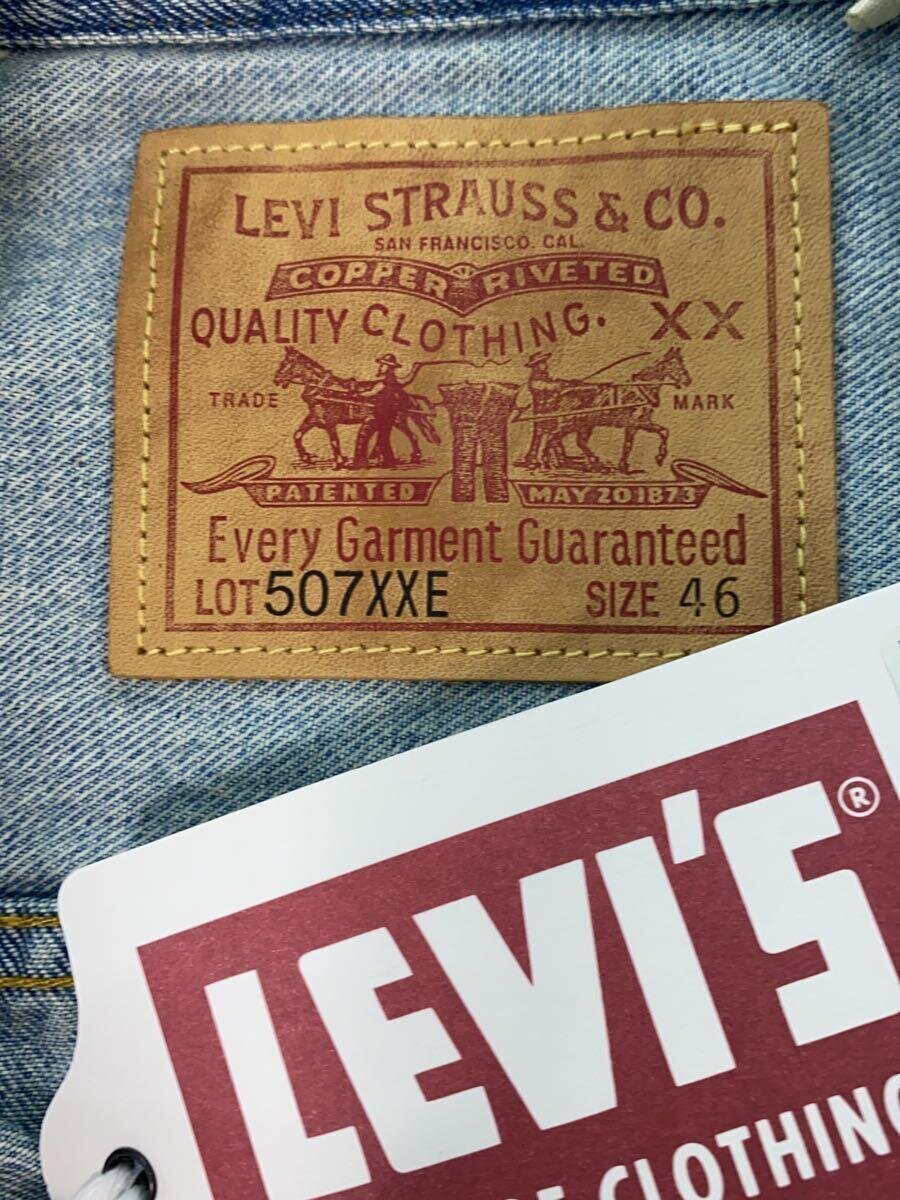 LEVI STRAUSS & CO.
SAN FRANCISCO. CAL.
COPPER RIVETED
QUALITY CLOTHING. XX
TRADE MARK
PATENTED MAY 20 1873
Every Garment Guaranteed
LOT 507XXE SIZE 46
LEVI'S®
CLOTHING